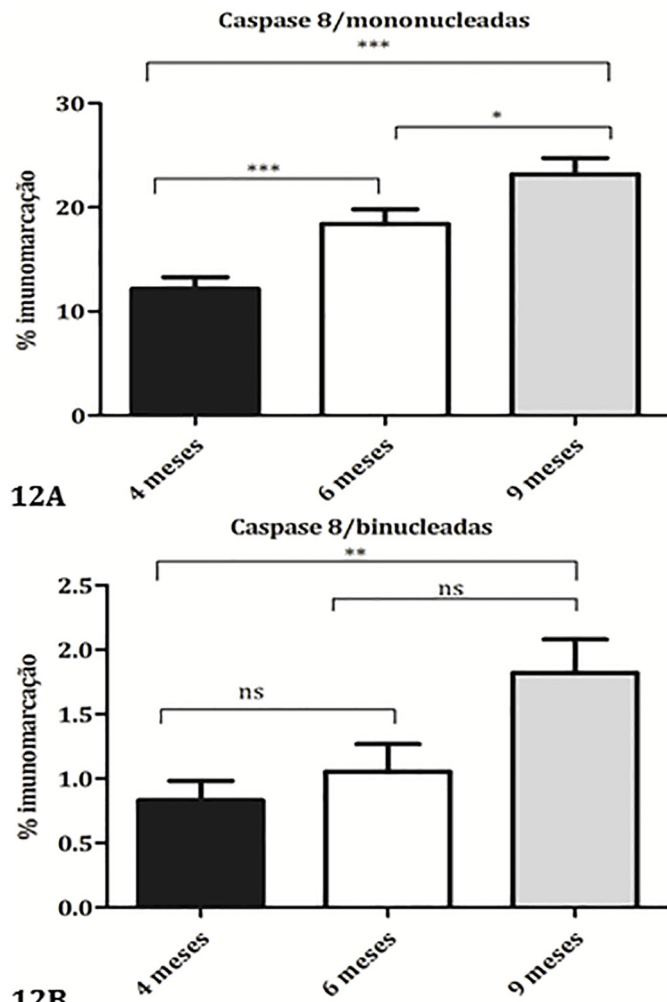 Caspase 8/mononucleadas
***
30
*
***
20
% imunomarcação
10
0
4 meses
6 meses
9 meses
12A
Caspase 8/binucleadas
**
2.5
ns
2.0
% imunomarcação
ns
1.5
1.0
0.5
0.0
4 meses
6 meses
9 meses
12B